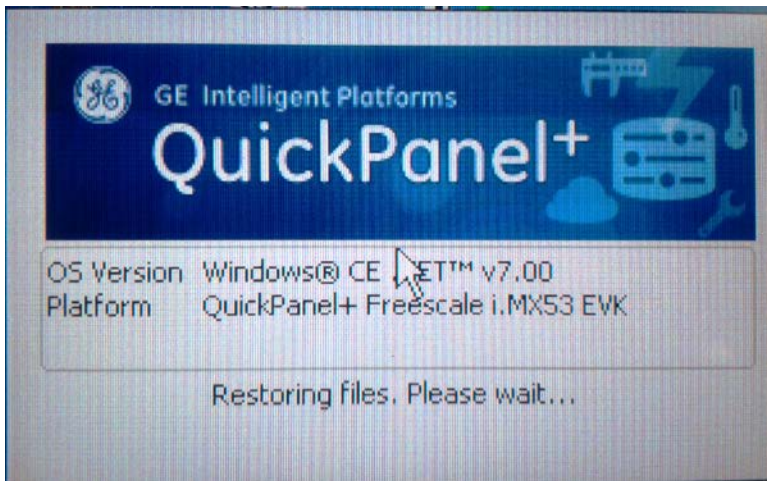 GE Intelligent Platforms
QuickPanel+
OS Version Windows® CE .NET™ v7.00
Platform QuickPanel+ Freescale i.MX53 EVK
Restoring files. Please wait...